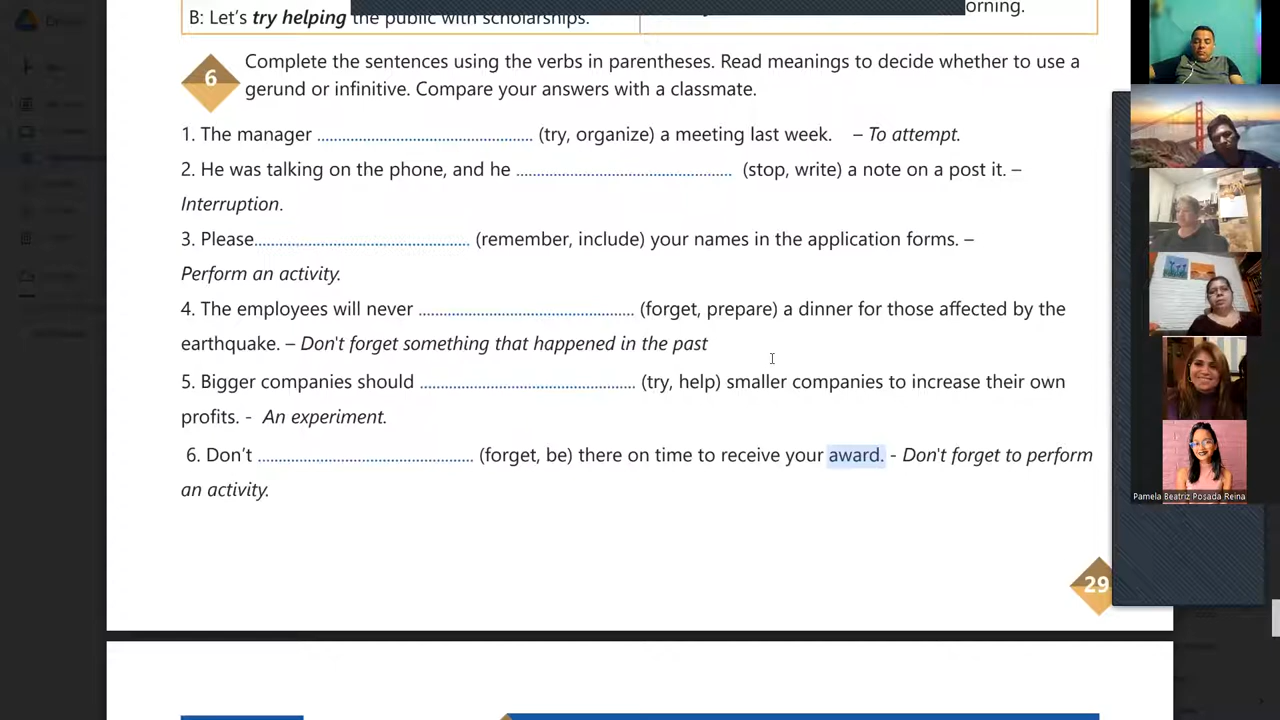 B: Let's try helping the public with scholarships.
orning.
6
Complete the sentences using the verbs in parentheses. Read meanings to decide whether to use a
gerund or infinitive. Compare your answers with a classmate.
1. The manager ........................................ (try, organize) a meeting last week. – To attempt.
2. He was talking on the phone, and he ........................................ (stop, write) a note on a post it. –
Interruption.
3. Please........................................ (remember, include) your names in the application forms. –
Perform an activity.
4. The employees will never ........................................ (forget, prepare) a dinner for those affected by the
earthquake. – Don't forget something that happened in the past
5. Bigger companies should ........................................ (try, help) smaller companies to increase their own
profits. - An experiment.
6. Don't ........................................ (forget, be) there on time to receive your award. - Don't forget to perform
an activity.
Pamela Beatriz Posada Reina
29